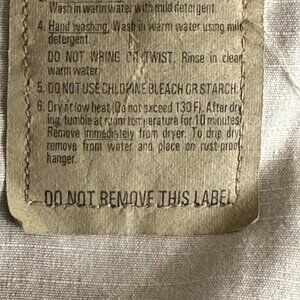 Wash in warm water with mild detergent.
4. Hand washing. Wash in warm water using mild
detergent.
DO NOT WRING OR TWIST. Rinse in clear,
warm water.
5. DO NOT USE CHLORINE BLEACH OR STARCH.
6. Dry at low heat (Do not exceed 130 F). After dry
ing, tumble at room temperature for 10 minutes.
Remove immediately from dryer. To drip dry,
remove from water and place on rust-proof
hanger.
DO NOT REMOVE THIS LABEL